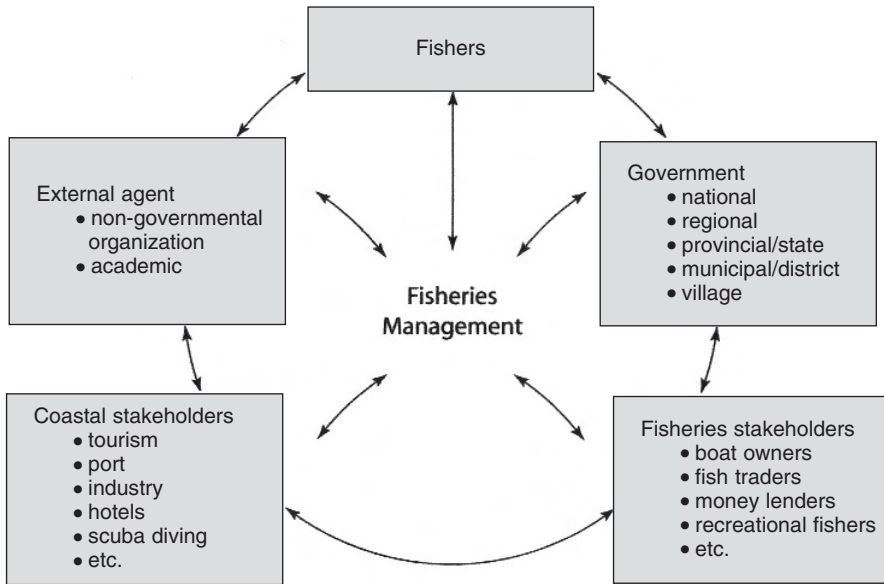 Fishers
External agent
• non-governmental
organization
• academic
Government
• national
• regional
• provincial/state
• municipal/district
• village
Fisheries
Management
Coastal stakeholders
• tourism
• port
• industry
• hotels
• scuba diving
• etc.
Fisheries stakeholders
• boat owners
• fish traders
• money lenders
• recreational fishers
• etc.